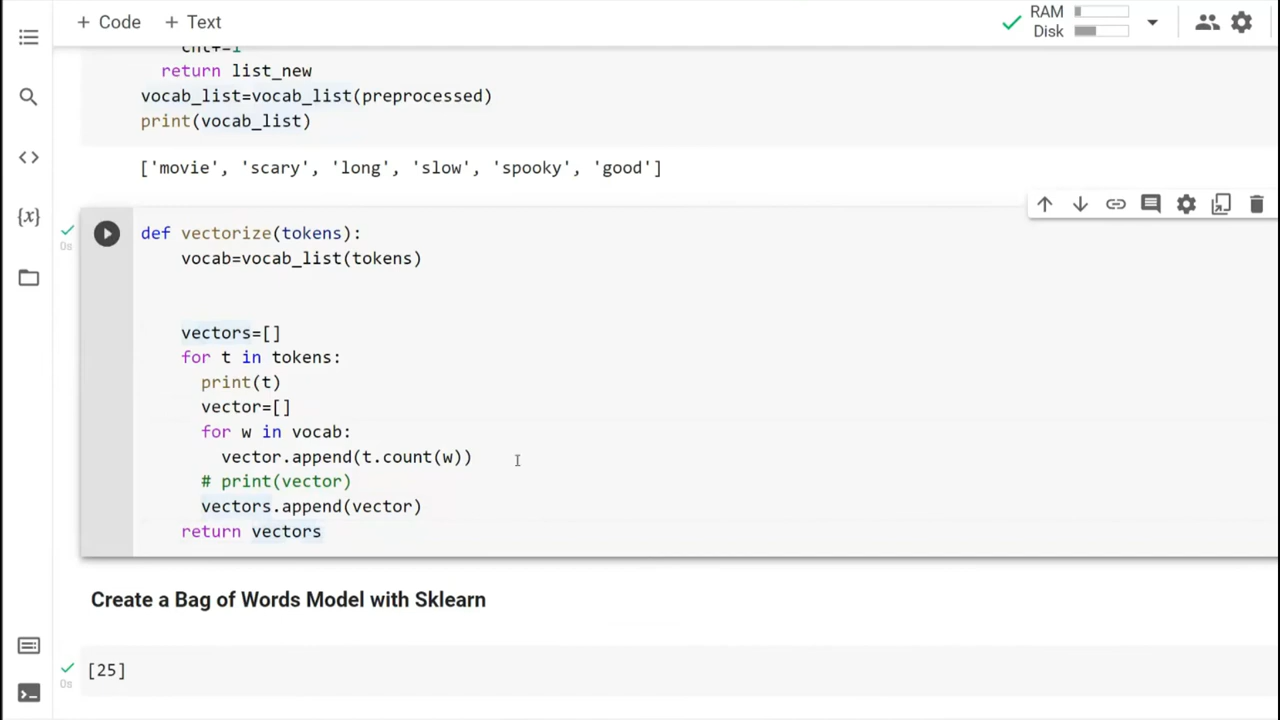 + Code + Text
RAM
Disk
cnt+=1
return list_new
vocab_list=vocab_list(preprocessed)
print(vocab_list)
['movie', 'scary', 'long', 'slow', 'spooky', 'good']
0s
def vectorize(tokens):
vocab=vocab_list(tokens)
vectors=[]
for t in tokens:
print(t)
vector=[]
for w in vocab:
vector.append(t.count(w))
# print(vector)
vectors.append(vector)
return vectors
Create a Bag of Words Model with Sklearn
[25]
0s